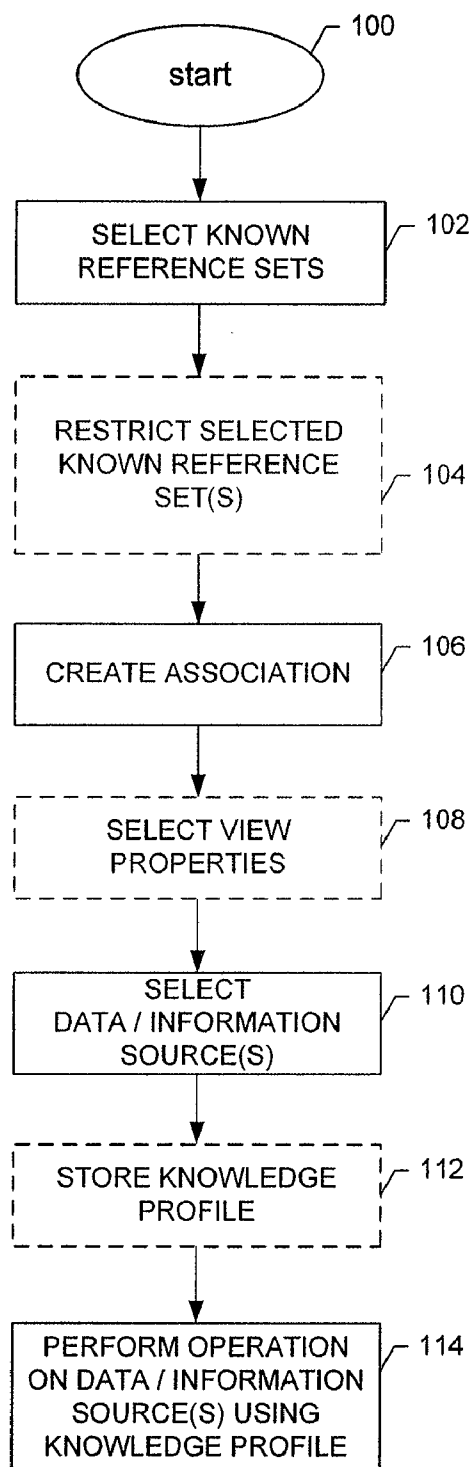 100
start
102
SELECT KNOWN
REFERENCE SETS
RESTRICT SELECTED
KNOWN REFERENCE
SET(S)
104
106
CREATE ASSOCIATION
108
SELECT VIEW
PROPERTIES
SELECT
110
DATA / INFORMATION
SOURCE(S)
STORE KNOWLEDGE
112
PROFILE
PERFORM OPERATION
114
ON DATA / INFORMATION
SOURCE(S) USING
KNOWLEDGE PROFILE